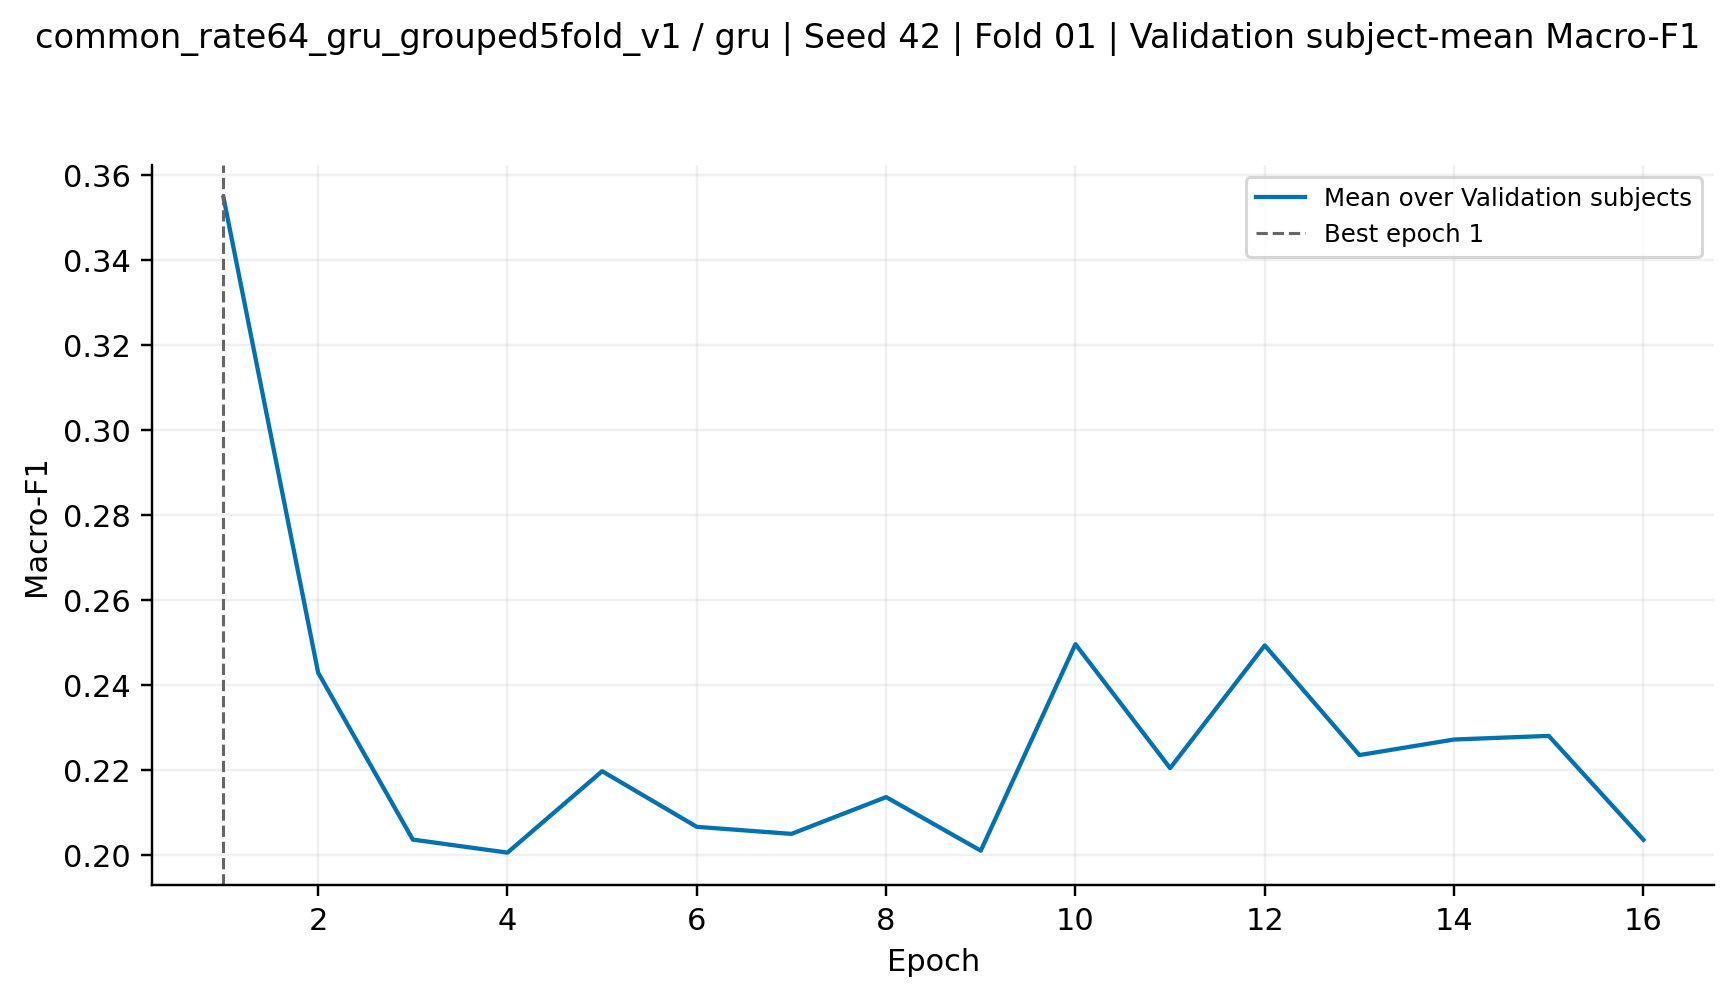 common_rate64_gru_grouped5fold_v1 / gru | Seed 42 | Fold 01 | Validation subject-mean Macro-F1
Mean over Validation subjects
Best epoch 1
0.36
0.34
0.32
0.30
0.28
0.26
0.24
0.22
0.20
Macro-F1
2 4 6 8 10 12 14 16
Epoch